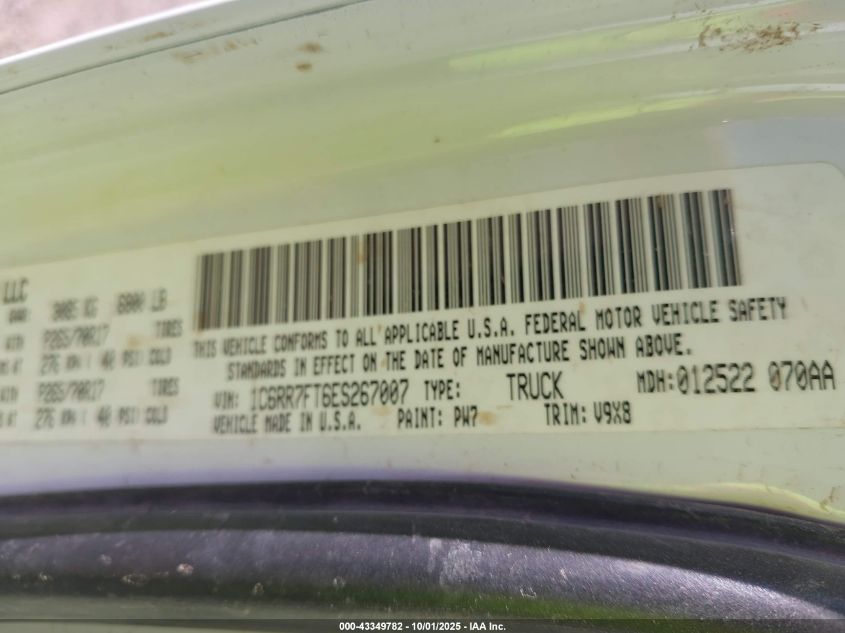 LLC
3085 KG 6800 LB
WITH P265/70R17 TIRES
276 KPA ( 40 PSI) COLD
WITH P265/70R17 TIRES
276 KPA ( 40 PSI) COLD
THIS VEHICLE CONFORMS TO ALL APPLICABLE U.S.A. FEDERAL MOTOR VEHICLE SAFETY
STANDARDS IN EFFECT ON THE DATE OF MANUFACTURE SHOWN ABOVE.
VIN: 1C6RR7FT6ES267007 TYPE: TRUCK MDH: 012522 070AA
VEHICLE MADE IN U.S.A. PAINT: PW7 TRIM: V9X8
000-43349782 - 10/01/2025 - IAA Inc.